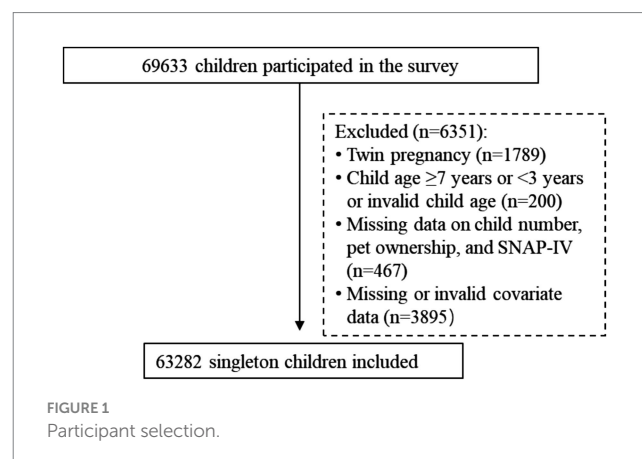 69633 children participated in the survey
Excluded (n=6351):
• Twin pregnancy (n=1789)
• Child age ≥7 years or <3 years
or invalid child age (n=200)
• Missing data on child number,
pet ownership, and SNAP-IV
(n=467)
• Missing or invalid covariate
data (n=3895)
63282 singleton children included
FIGURE 1
Participant selection.